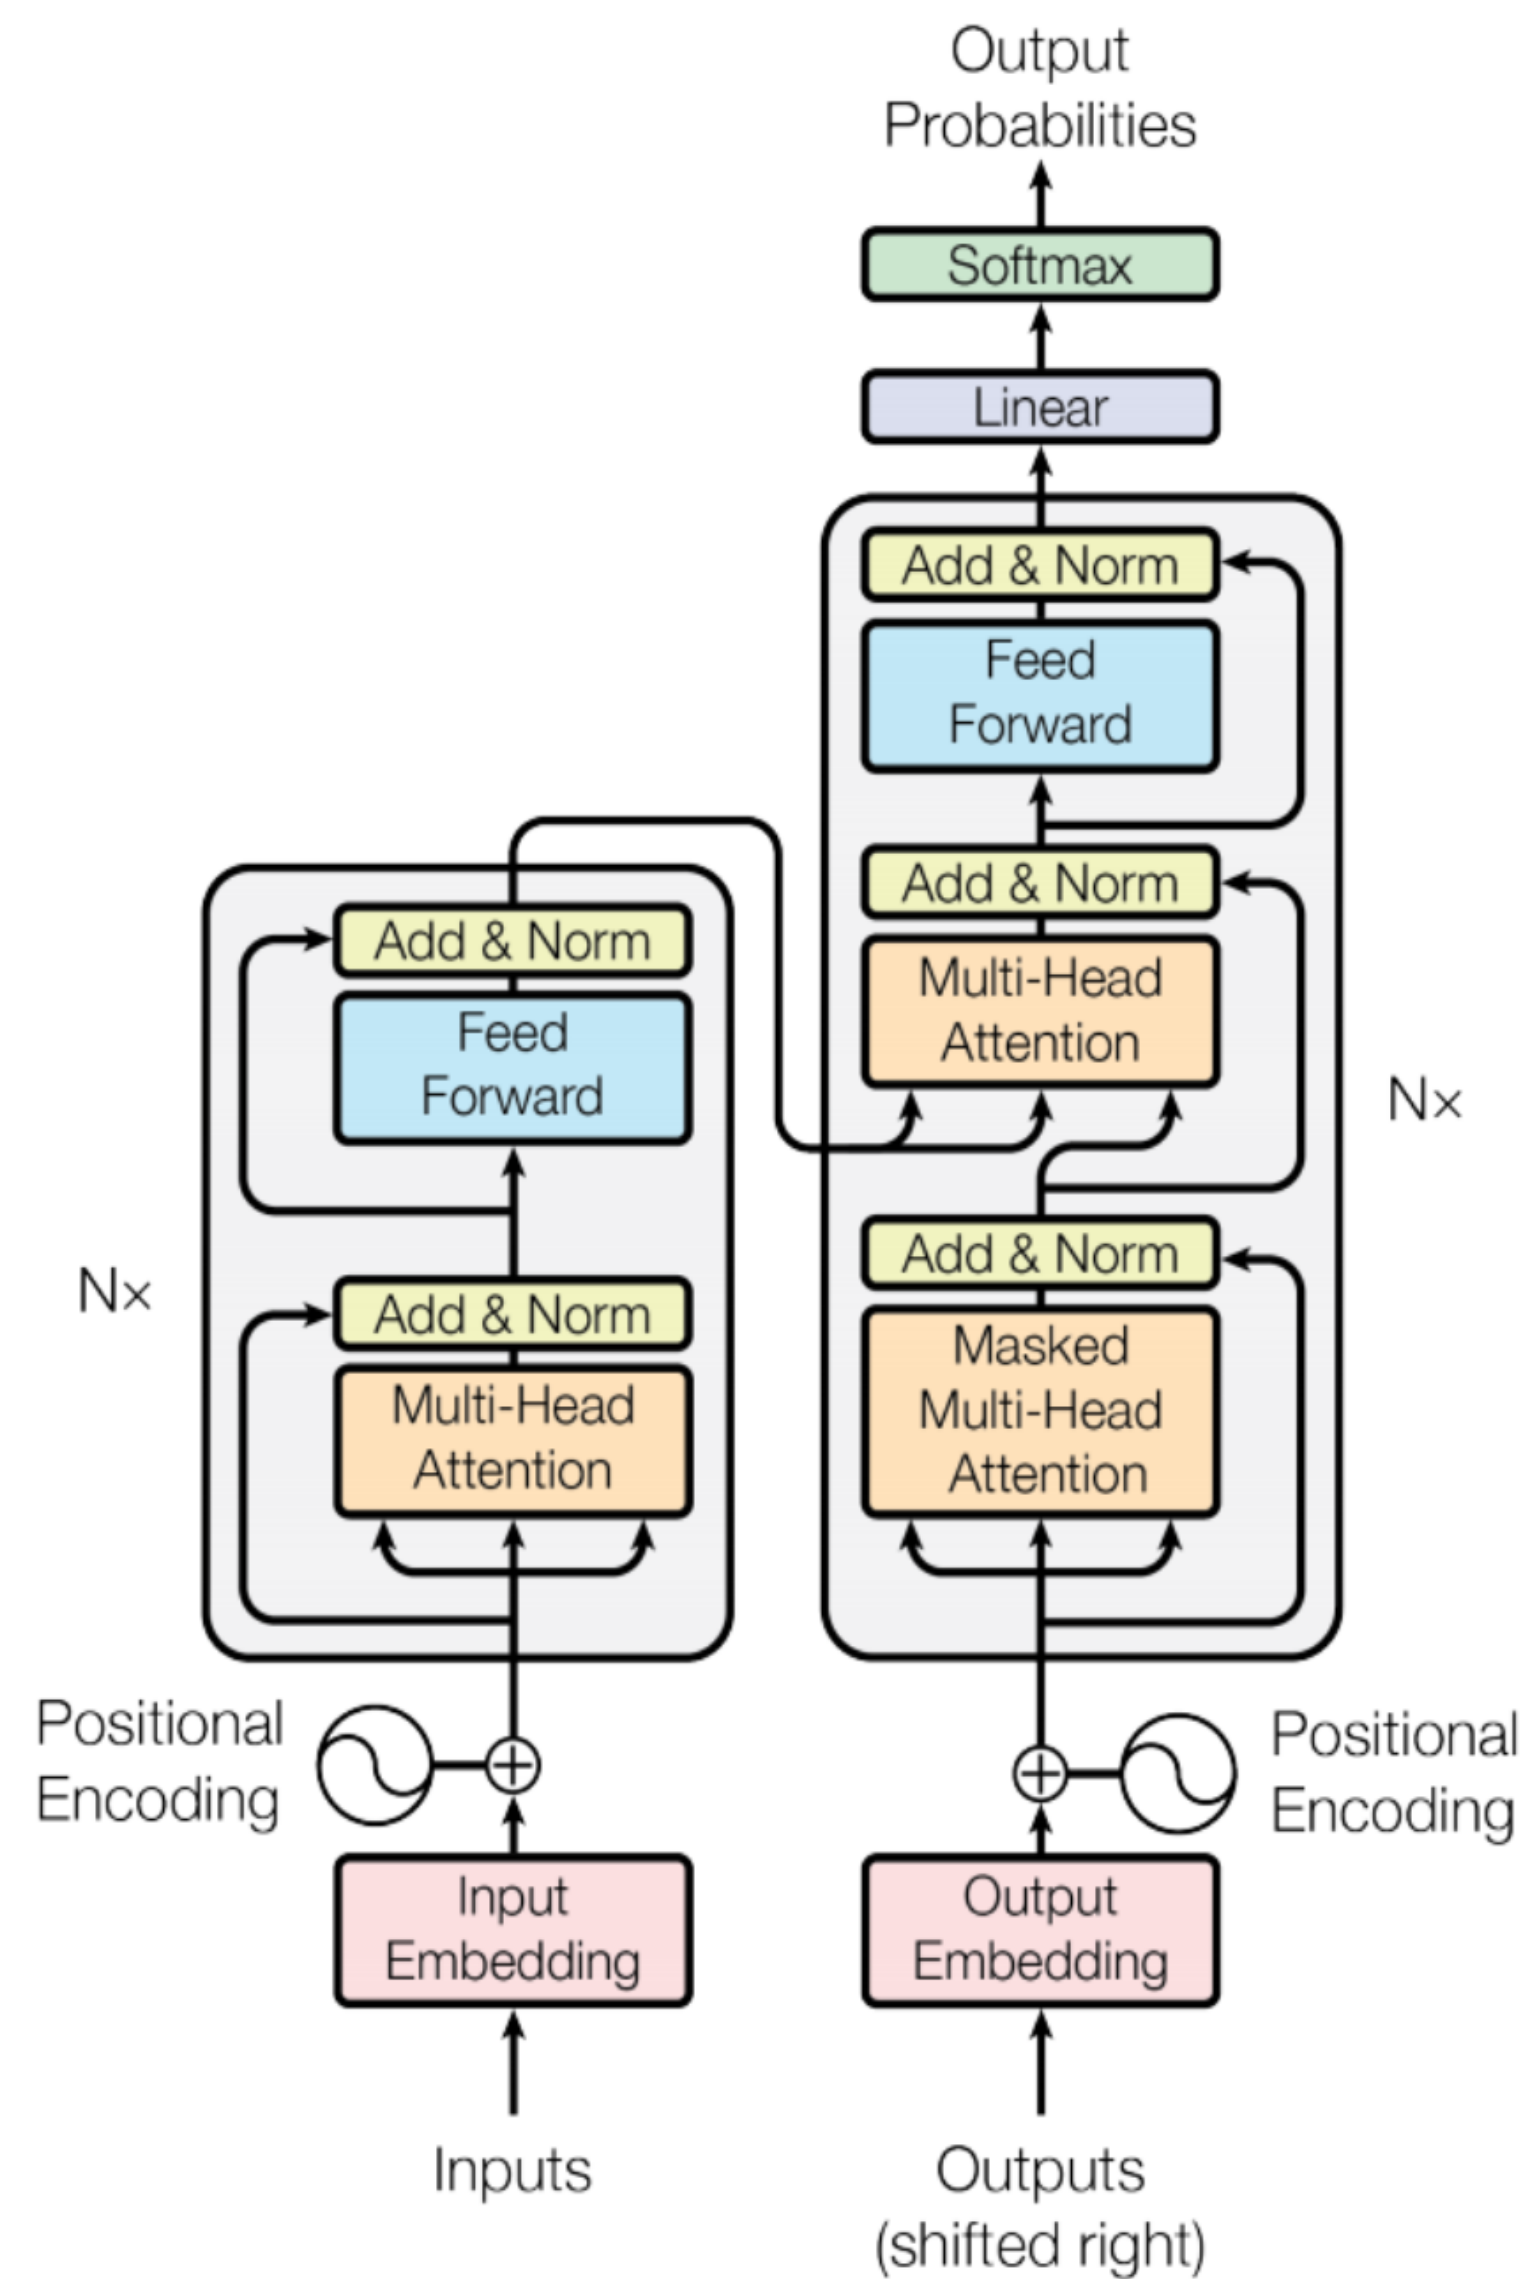 Output
Probabilities
Softmax
Linear
Add & Norm
Feed
Forward
Add & Norm
Multi-Head
Attention
Nx
Add & Norm
Masked
Multi-Head
Attention
Add & Norm
Feed
Forward
Nx
Add & Norm
Multi-Head
Attention
Positional
Encoding
Positional
Encoding
Input
Embedding
Output
Embedding
Inputs
Outputs
(shifted right)